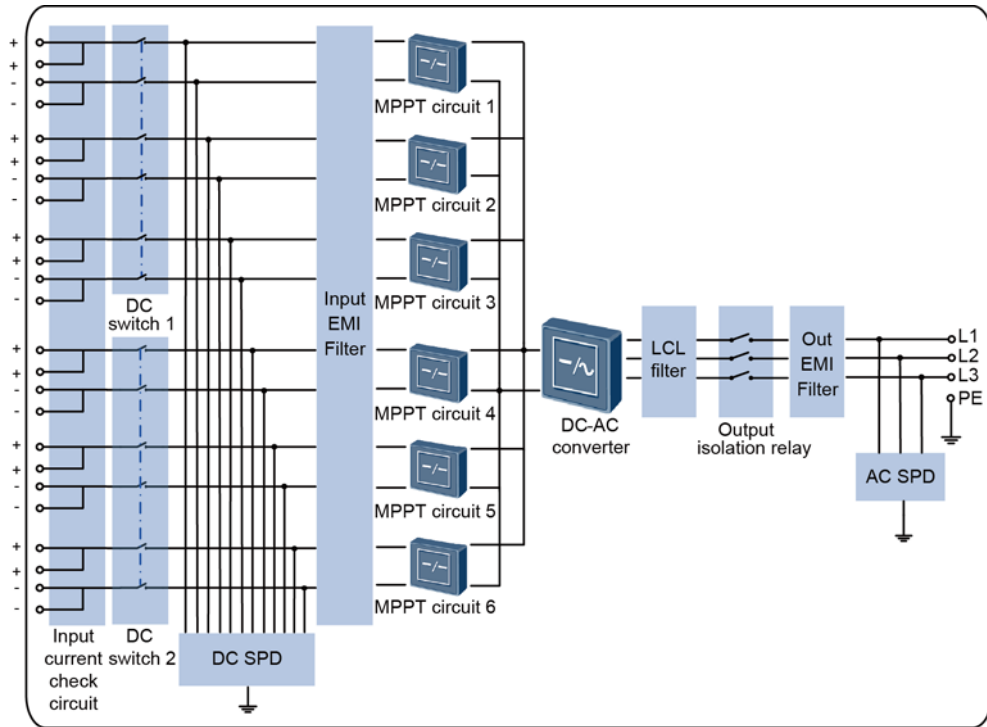 +
+
-
-
MPPT circuit 1
+
+
-
-
MPPT circuit 2
+
+
-
-
MPPT circuit 3
DC
switch 1
Input
EMI
Filter
+
+
-
-
MPPT circuit 4
+
+
-
-
MPPT circuit 5
+
+
-
-
MPPT circuit 6
DC-AC
converter
LCL
filter
Output
isolation relay
Out
EMI
Filter
L1
L2
L3
PE
AC SPD
Input
current
check
circuit
DC
switch 2
DC SPD